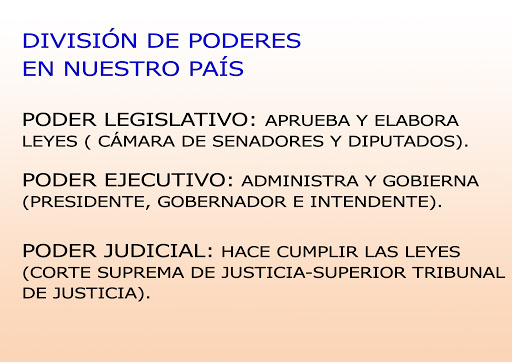 DIVISIÓN DE PODERES
EN NUESTRO PAÍS
PODER LEGISLATIVO: APRUEBA Y ELABORA
LEYES ( CÁMARA DE SENADORES Y DIPUTADOS).
PODER EJECUTIVO: ADMINISTRA Y GOBIERNA
(PRESIDENTE, GOBERNADOR E INTENDENTE).
PODER JUDICIAL: HACE CUMPLIR LAS LEYES
(CORTE SUPREMA DE JUSTICIA-SUPERIOR TRIBUNAL
DE JUSTICIA).